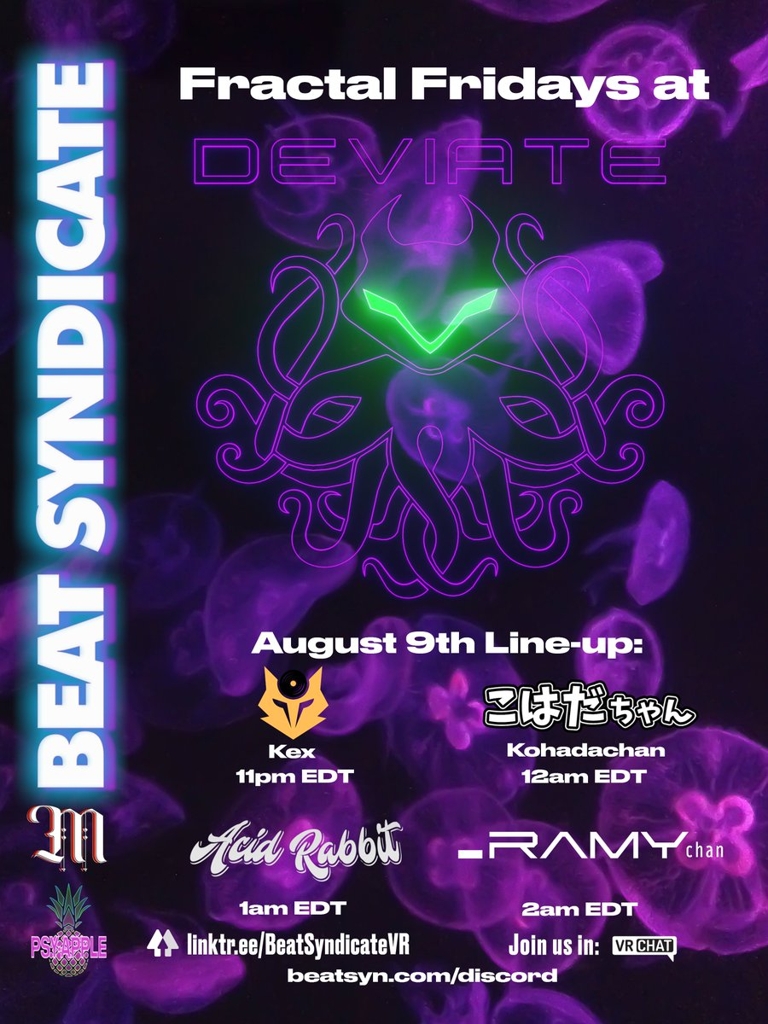 BEAT SYNDICATE
Fractal Fridays at
DEVIATE
August 9th Line-up:
こはだちゃん
Kex
11pm EDT
Kohadachan
12am EDT
Acid Rabbit
1am EDT
RAMY chan
2am EDT
M
PSYAPPLE
linktr.ee/BeatSyndicateVR
Join us in: VRCHAT
beatsyn.com/discord